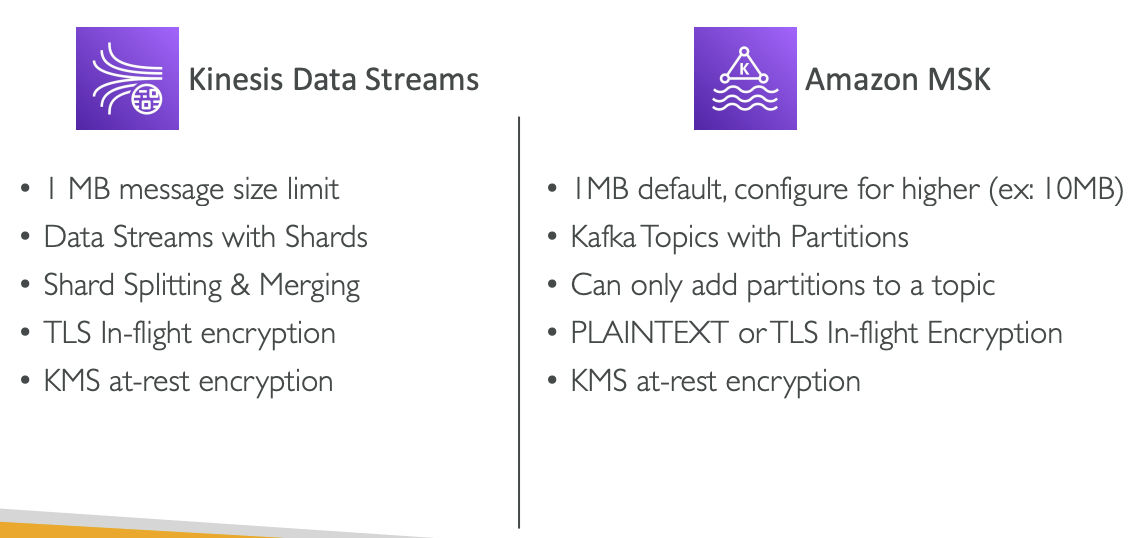 Kinesis Data Streams
• 1 MB message size limit
• Data Streams with Shards
• Shard Splitting & Merging
• TLS In-flight encryption
• KMS at-rest encryption
K
Amazon MSK
• 1MB default, configure for higher (ex: 10MB)
• Kafka Topics with Partitions
• Can only add partitions to a topic
• PLAINTEXT or TLS In-flight Encryption
• KMS at-rest encryption